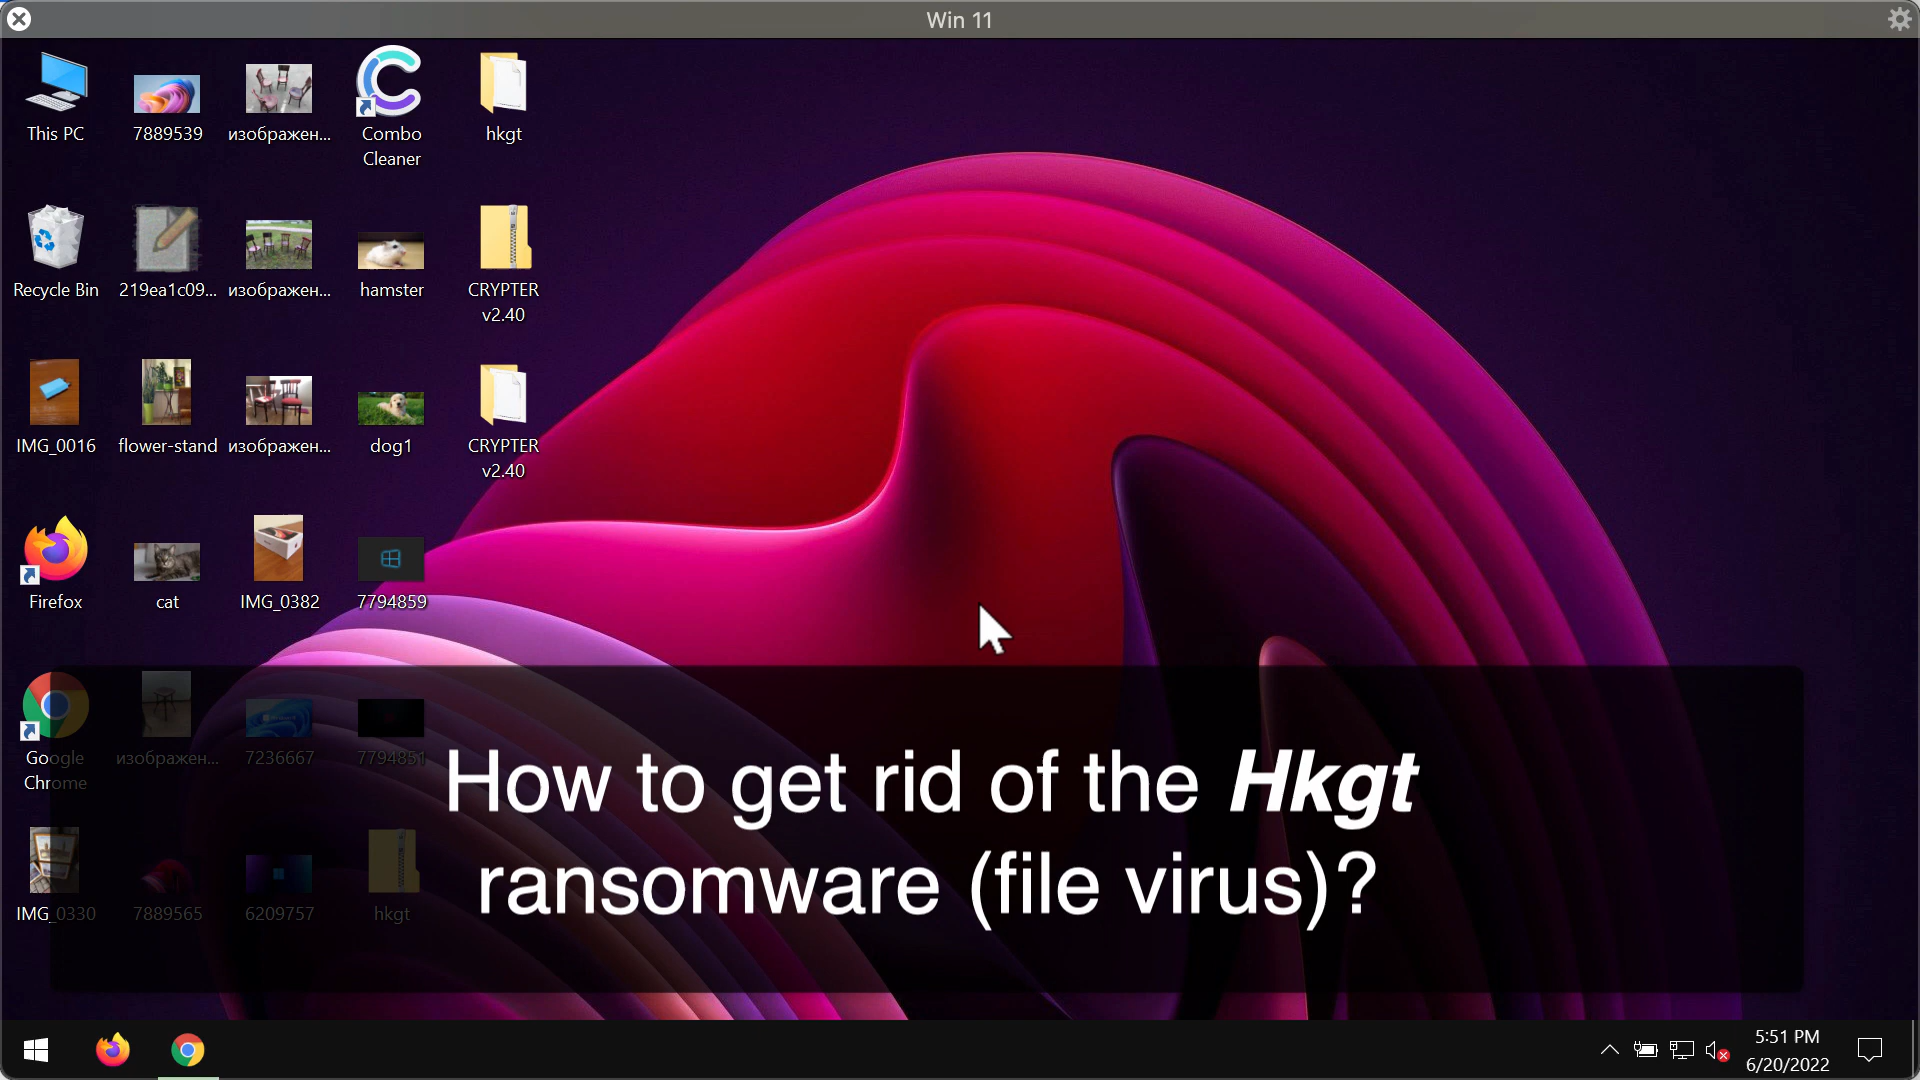 Win 11
This PC
7889539
изображен...
Combo
Cleaner
hkgt
Recycle Bin
219ea1c09...
изображен...
hamster
CRYPTER
v2.40
IMG_0016
flower-stand
изображен...
dog1
CRYPTER
v2.40
Firefox
cat
IMG_0382
7794859
Google
Chrome
изображен...
7236667
7794851
How to get rid of the Hkgt
ransomware (file virus)?
IMG_0330
7889565
6209757
hkgt
5:51 PM
6/20/2022